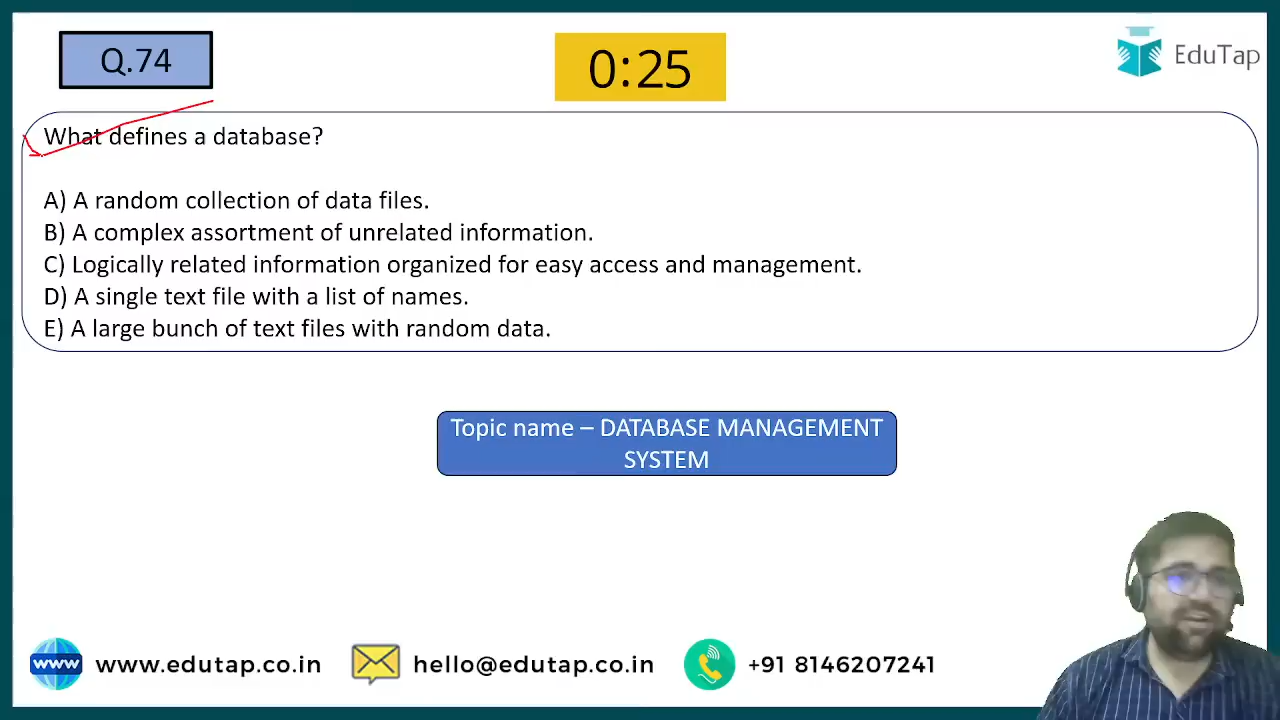 Q.74
0:25
EduTap
What defines a database?
A) A random collection of data files.
B) A complex assortment of unrelated information.
C) Logically related information organized for easy access and management.
D) A single text file with a list of names.
E) A large bunch of text files with random data.
Topic name – DATABASE MANAGEMENT
SYSTEM
www www.edutap.co.in hello@edutap.co.in +91 8146207241